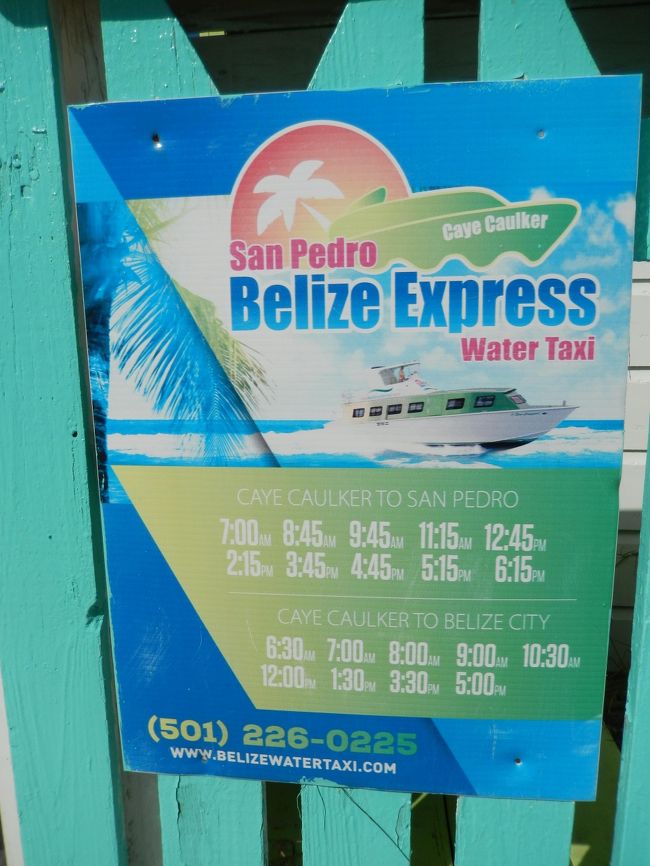 Caye Caulker
San Pedro
Belize Express
Water Taxi
CAYE CAULKER TO SAN PEDRO
7:00AM 8:45AM 9:45AM 11:15AM 12:45PM
2:15PM 3:45PM 4:45PM 5:15PM 6:15PM
CAYE CAULKER TO BELIZE CITY
6:30AM 7:00AM 8:00AM 9:00AM 10:30AM
12:00PM 1:30PM 3:30PM 5:00PM
(501) 226-0225
WWW.BELIZEWATERTAXI.COM